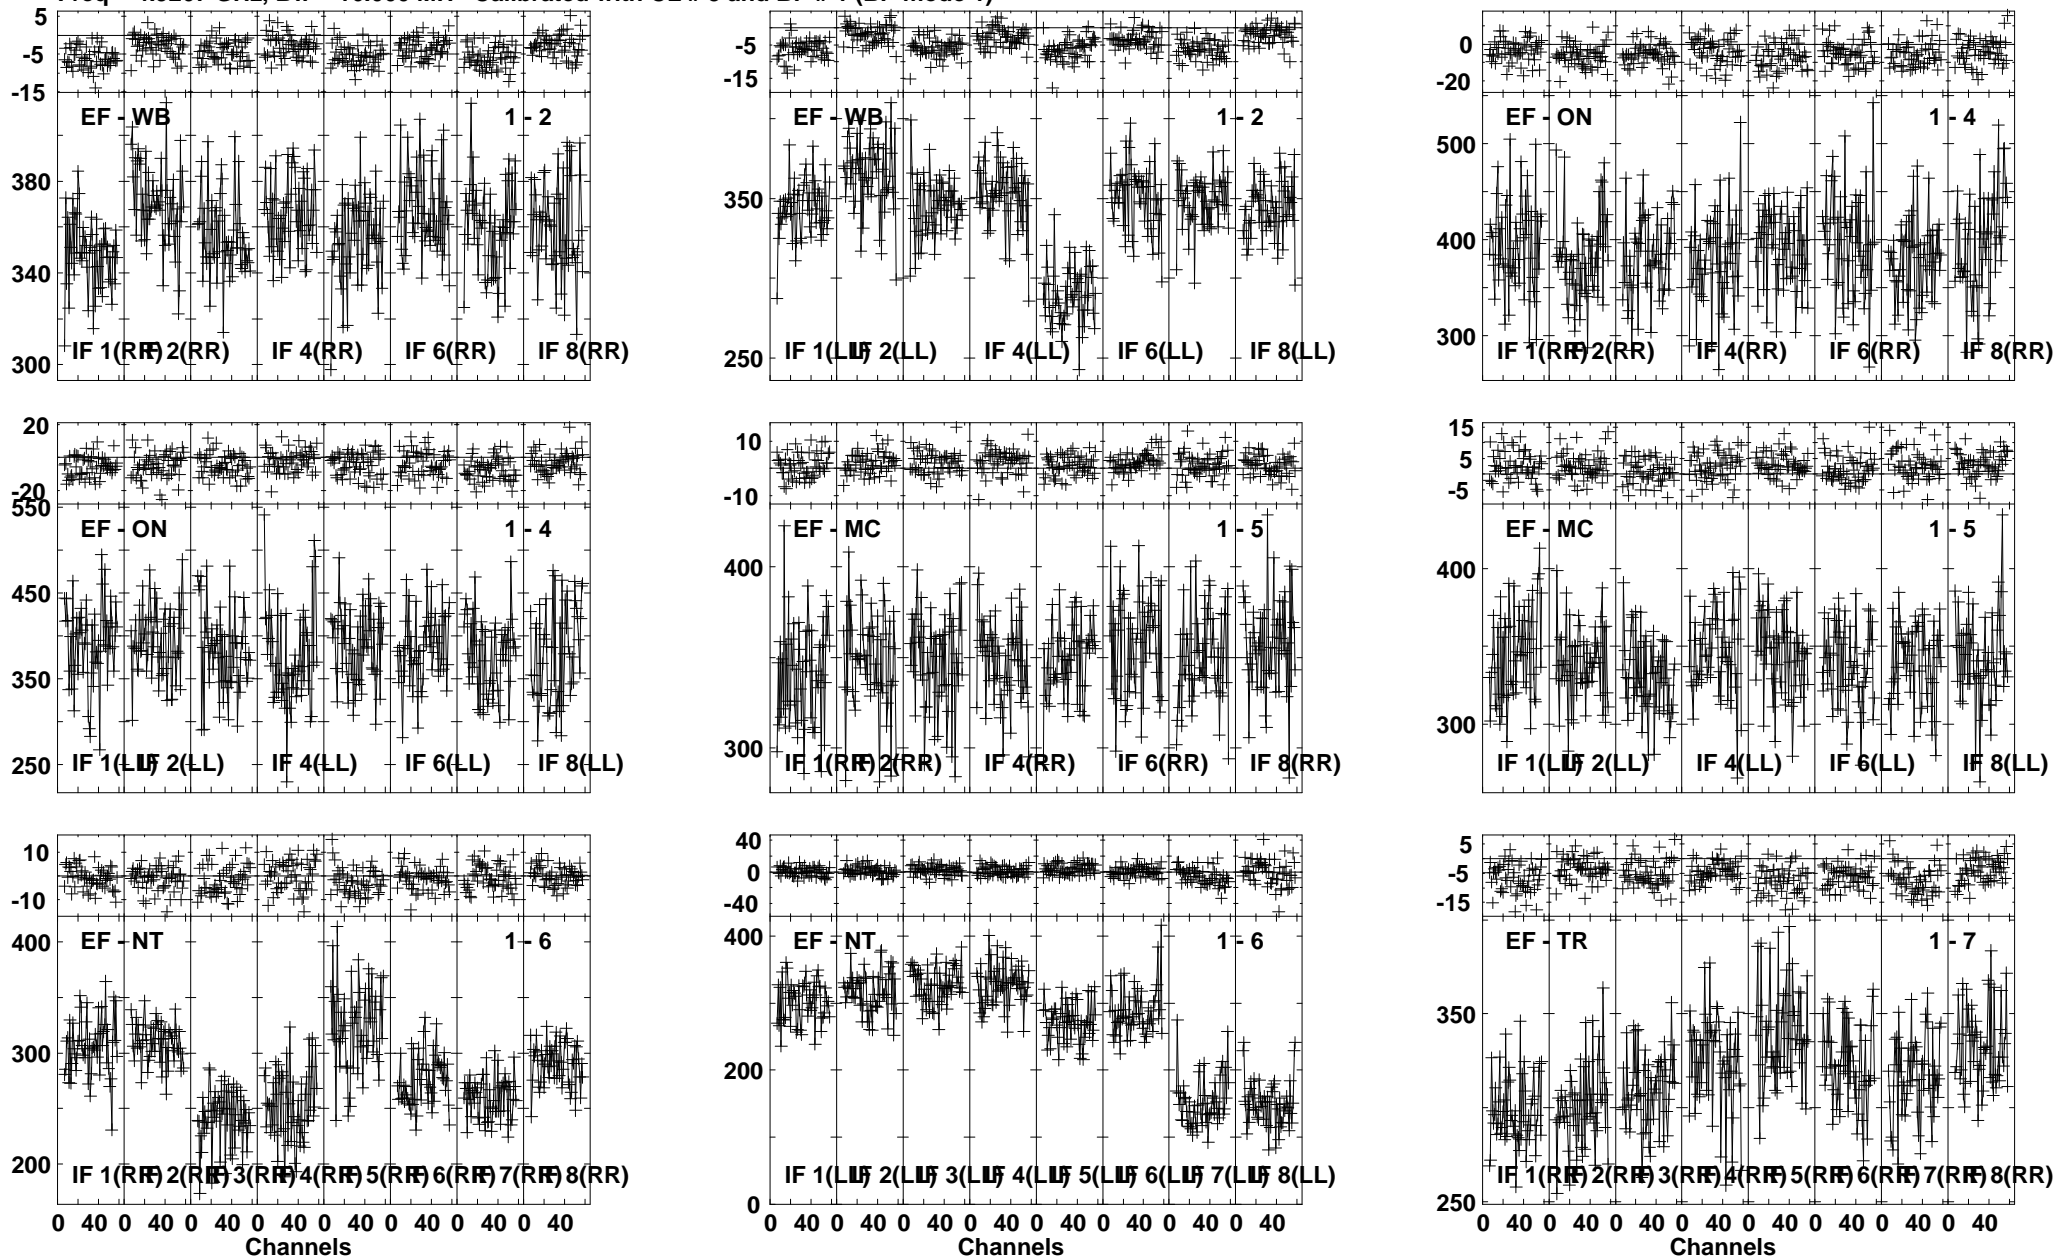 Freq Calibrated with and
5
-5
-15
EF - WB 1 - 2
380
340
300
IF 1(RR) IF 2(RR) IF 4(RR) IF 6(RR) IF 8(RR)
-5
-15
EF - WB 1 - 2
350
250
IF 1(LL) IF 2(LL) IF 4(LL) IF 6(LL) IF 8(LL)
0
-20
EF - ON 1 - 4
500
400
300
IF 1(RR) IF 2(RR) IF 4(RR) IF 6(RR) IF 8(RR)
20
-20
550
EF - ON 1 - 4
450
350
250
IF 1(LL) IF 2(LL) IF 4(LL) IF 6(LL) IF 8(LL)
10
-10
EF - MC 1 - 5
400
300
IF 1(RR) IF 2(RR) IF 4(RR) IF 6(RR) IF 8(RR)
15
5
-5
EF - MC 1 - 5
400
300
IF 1(LL) IF 2(LL) IF 4(LL) IF 6(LL) IF 8(LL)
10
-10
EF - NT 1 - 6
400
300
200
IF 1(RR) IF 2(RR) IF 3(RR) IF 4(RR) IF 5(RR) IF 6(RR) IF 7(RR) IF 8(RR)
0 40 0 40 0 40 0 40 0 40 0 40 0 40 0 40
Channels
40
0
-40
EF - NT 1 - 6
400
200
0
IF 1(LL) IF 2(LL) IF 3(LL) IF 4(LL) IF 5(LL) IF 6(LL) IF 7(LL) IF 8(LL)
0 40 0 40 0 40 0 40 0 40 0 40 0 40 0 40
Channels
5
-5
-15
EF - TR 1 - 7
350
250
IF 1(RR) IF 2(RR) IF 3(RR) IF 4(RR) IF 5(RR) IF 6(RR) IF 7(RR) IF 8(RR)
0 40 0 40 0 40 0 40 0 40 0 40 0 40 0 40
Channels